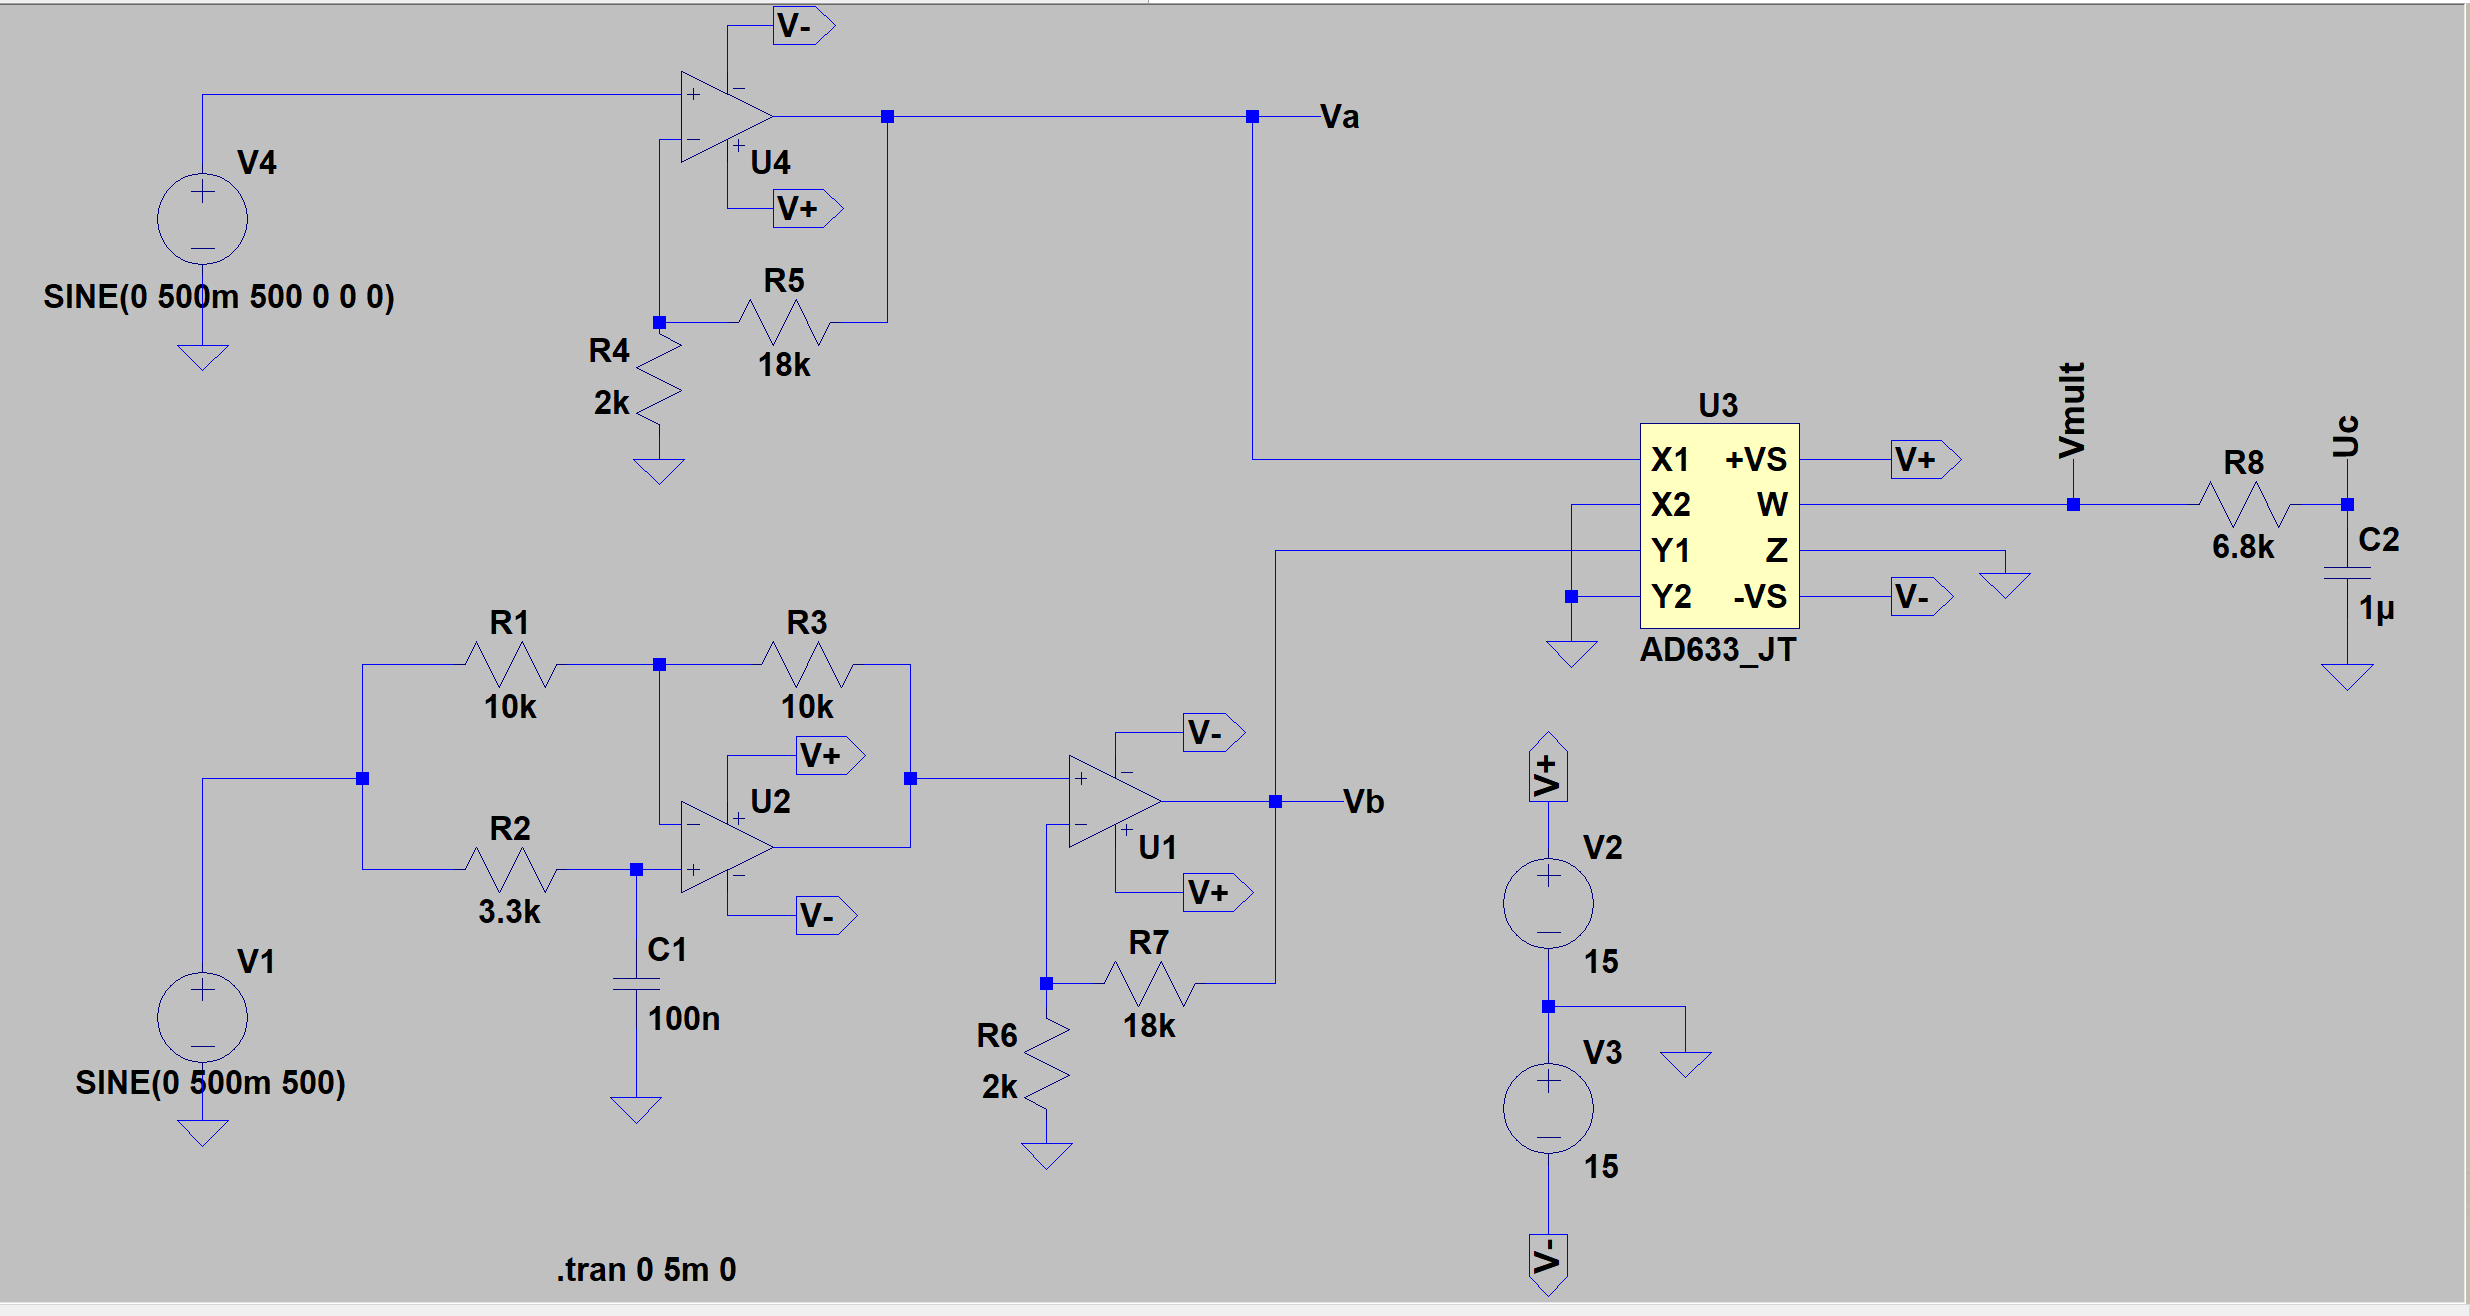 V-
Va
V4
U4
V+
SINE(0 500m 500 0 0 0)
R5
18k
R4
2k
U3
X1 +VS
X2 W
Y1 Z
Y2 -VS
AD633_JT
V+
V-
Vmult
R8
6.8k
Uc
C2
1µ
R1
10k
R3
10k
V+
U2
R2
3.3k
V-
C1
100n
V1
SINE(0 500m 500)
V-
Vb
U1
V+
R7
18k
R6
2k
V+
V2
15
V3
15
V-
.tran 0 5m 0